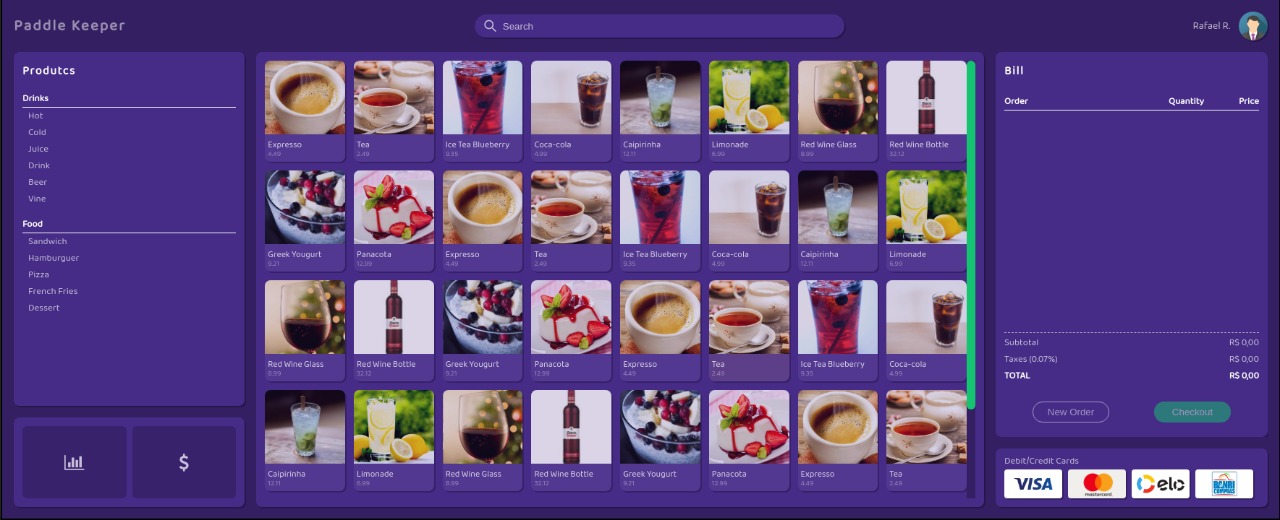 Paddle Keeper
Search
Rafael R.
Produtcs
Drinks
Hot
Cold
Juice
Drink
Beer
Vine
Food
Sandwich
Hamburguer
Pizza
French Fries
Dessert
Expresso Tea Ice Tea Blueberry Coca-cola Caipirinha Limonade Red Wine Glass Red Wine Bottle
4.49 2.49 9.35 4.99 12.11 6.99 8.99 32.12
Greek Yougurt Panacota Expresso Tea Ice Tea Blueberry Coca-cola Caipirinha Limonade
9.21 12.99 4.49 2.49 9.35 4.99 12.11 6.99
Red Wine Glass Red Wine Bottle Greek Yougurt Panacota Expresso Tea Ice Tea Blueberry Coca-cola
8.99 32.12 9.21 12.99 4.49 2.49 9.35 4.99
Caipirinha Limonade Red Wine Glass Red Wine Bottle Greek Yougurt Panacota Expresso Tea
12.11 6.99 8.99 32.12 9.21 12.99 4.49 2.49
Bill
Order Quantity Price
Subtotal R$ 0,00
Taxes (0.07%) R$ 0,00
TOTAL R$ 0,00
New Order Checkout
Debit/Credit Cards
VISA mastercard elo BANRI COMPRAS
$